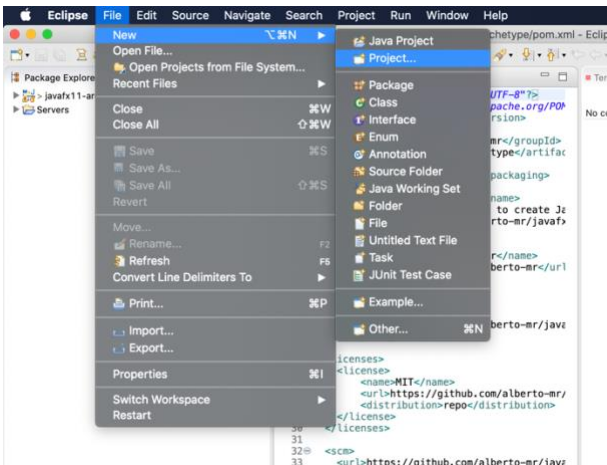 Eclipse File Edit Source Navigate Search Project Run Window Help
hetype/pom.xml - Eclip
New ⌥⌘N ▶
Open File...
Open Projects from File System...
Recent Files ▶
Close ⌘W
Close All ⇧⌘W
Save ⌘S
Save As...
Save All ⇧⌘S
Revert
Move...
Rename... F2
Refresh F5
Convert Line Delimiters To ▶
Print... ⌘P
Import...
Export...
Properties ⌘I
Switch Workspace ▶
Restart
Java Project
Project...
Package
Class
Interface
Enum
Annotation
Source Folder
Java Working Set
Folder
File
Untitled Text File
Task
JUnit Test Case
Example...
Other... ⌘N
Package Explore
> javafx11-ar
Servers
Ter
No co
UTF-8"?>
pache.org/POM
rsion>
mr</groupId>
type</artifac
packaging>
name>
to create Ja
rto-mr/javafx
r</name>
berto-mr</url
berto-mr/java
icenses>
<license>
<name>MIT</name>
<url>https://github.com/alberto-mr/
<distribution>repo</distribution>
</license>
30 </licenses>
31
32 <scm>
33 <url>https://github.com/alberto-mr/java